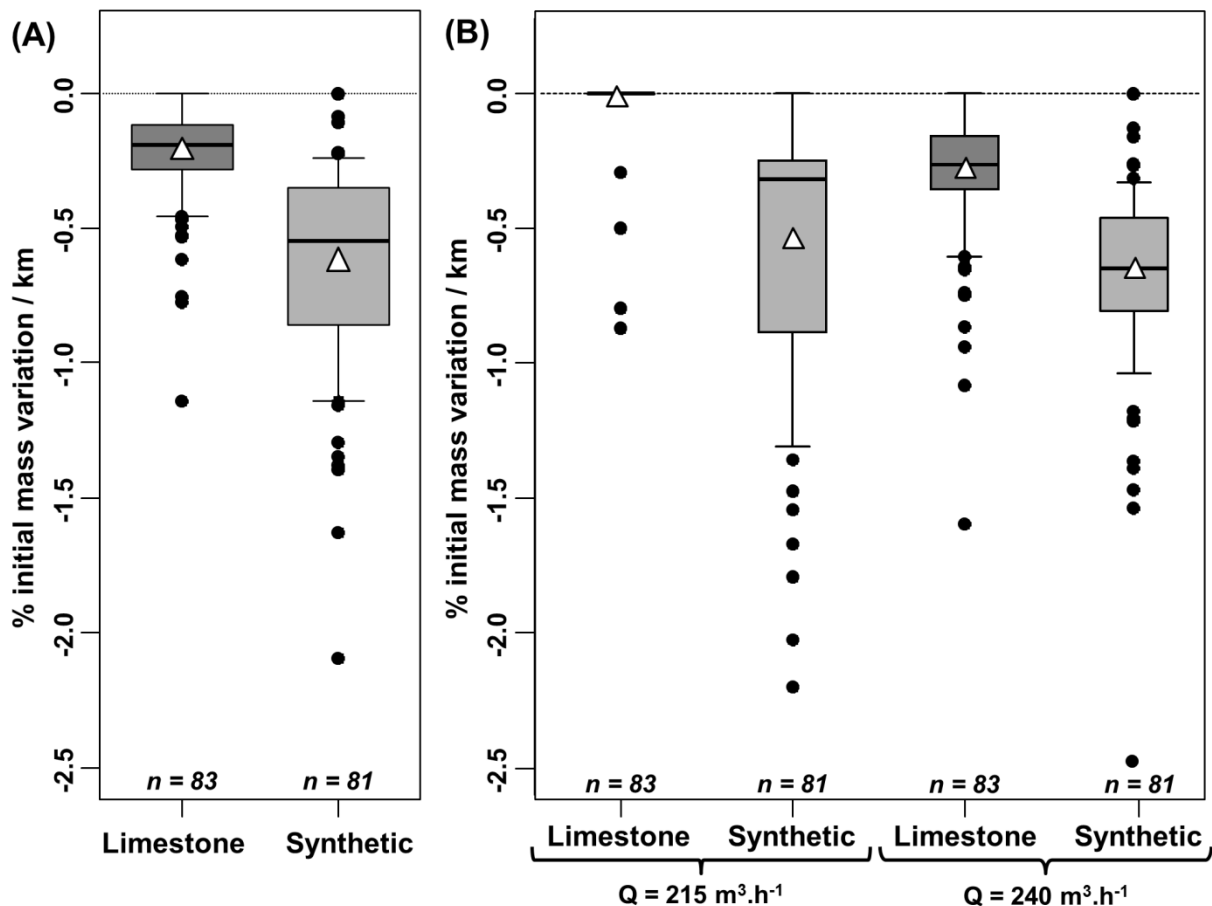 (A)
% initial mass variation / km
0.0
-0.5
-1.0
-1.5
-2.0
-2.5
n = 83
n = 81
Limestone
Synthetic
(B)
% initial mass variation / km
0.0
-0.5
-1.0
-1.5
-2.0
-2.5
n = 83
n = 81
n = 83
n = 81
Limestone
Synthetic
Limestone
Synthetic
Q = 215 m³.h⁻¹
Q = 240 m³.h⁻¹